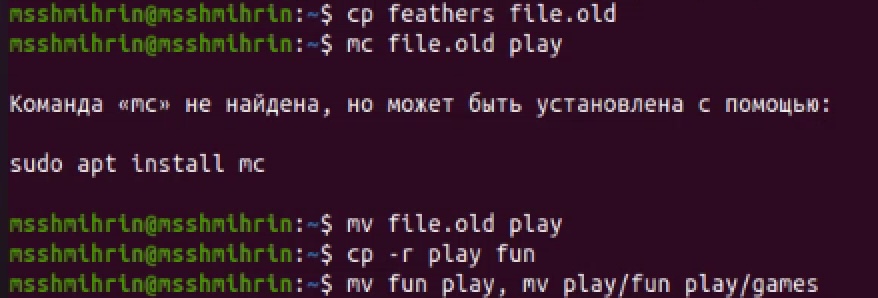 msshmihrin@msshmihrin:~$ cp feathers file.old
msshmihrin@msshmihrin:~$ mc file.old play
Команда «mc» не найдена, но может быть установлена с помощью:
sudo apt install mc
msshmihrin@msshmihrin:~$ mv file.old play
msshmihrin@msshmihrin:~$ cp -r play fun
msshmihrin@msshmihrin:~$ mv fun play, mv play/fun play/games